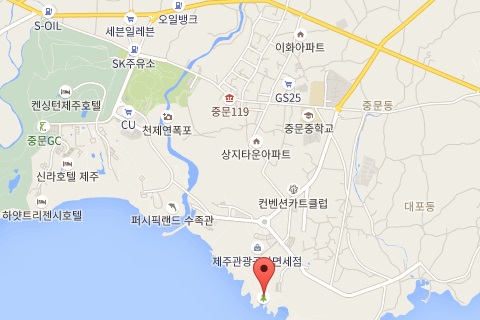 S-OIL
세븐일레븐
오일뱅크
이화아파트
SK주유소
켄싱턴제주호텔
CU
천제연폭포
중문119
GS25
중문동
중문중학교
중문GC
신라호텔 제주
상지타운아파트
컨벤션카트클럽
대포동
하얏트리젠시호텔
퍼시픽랜드 수족관
제주관광공
면세점